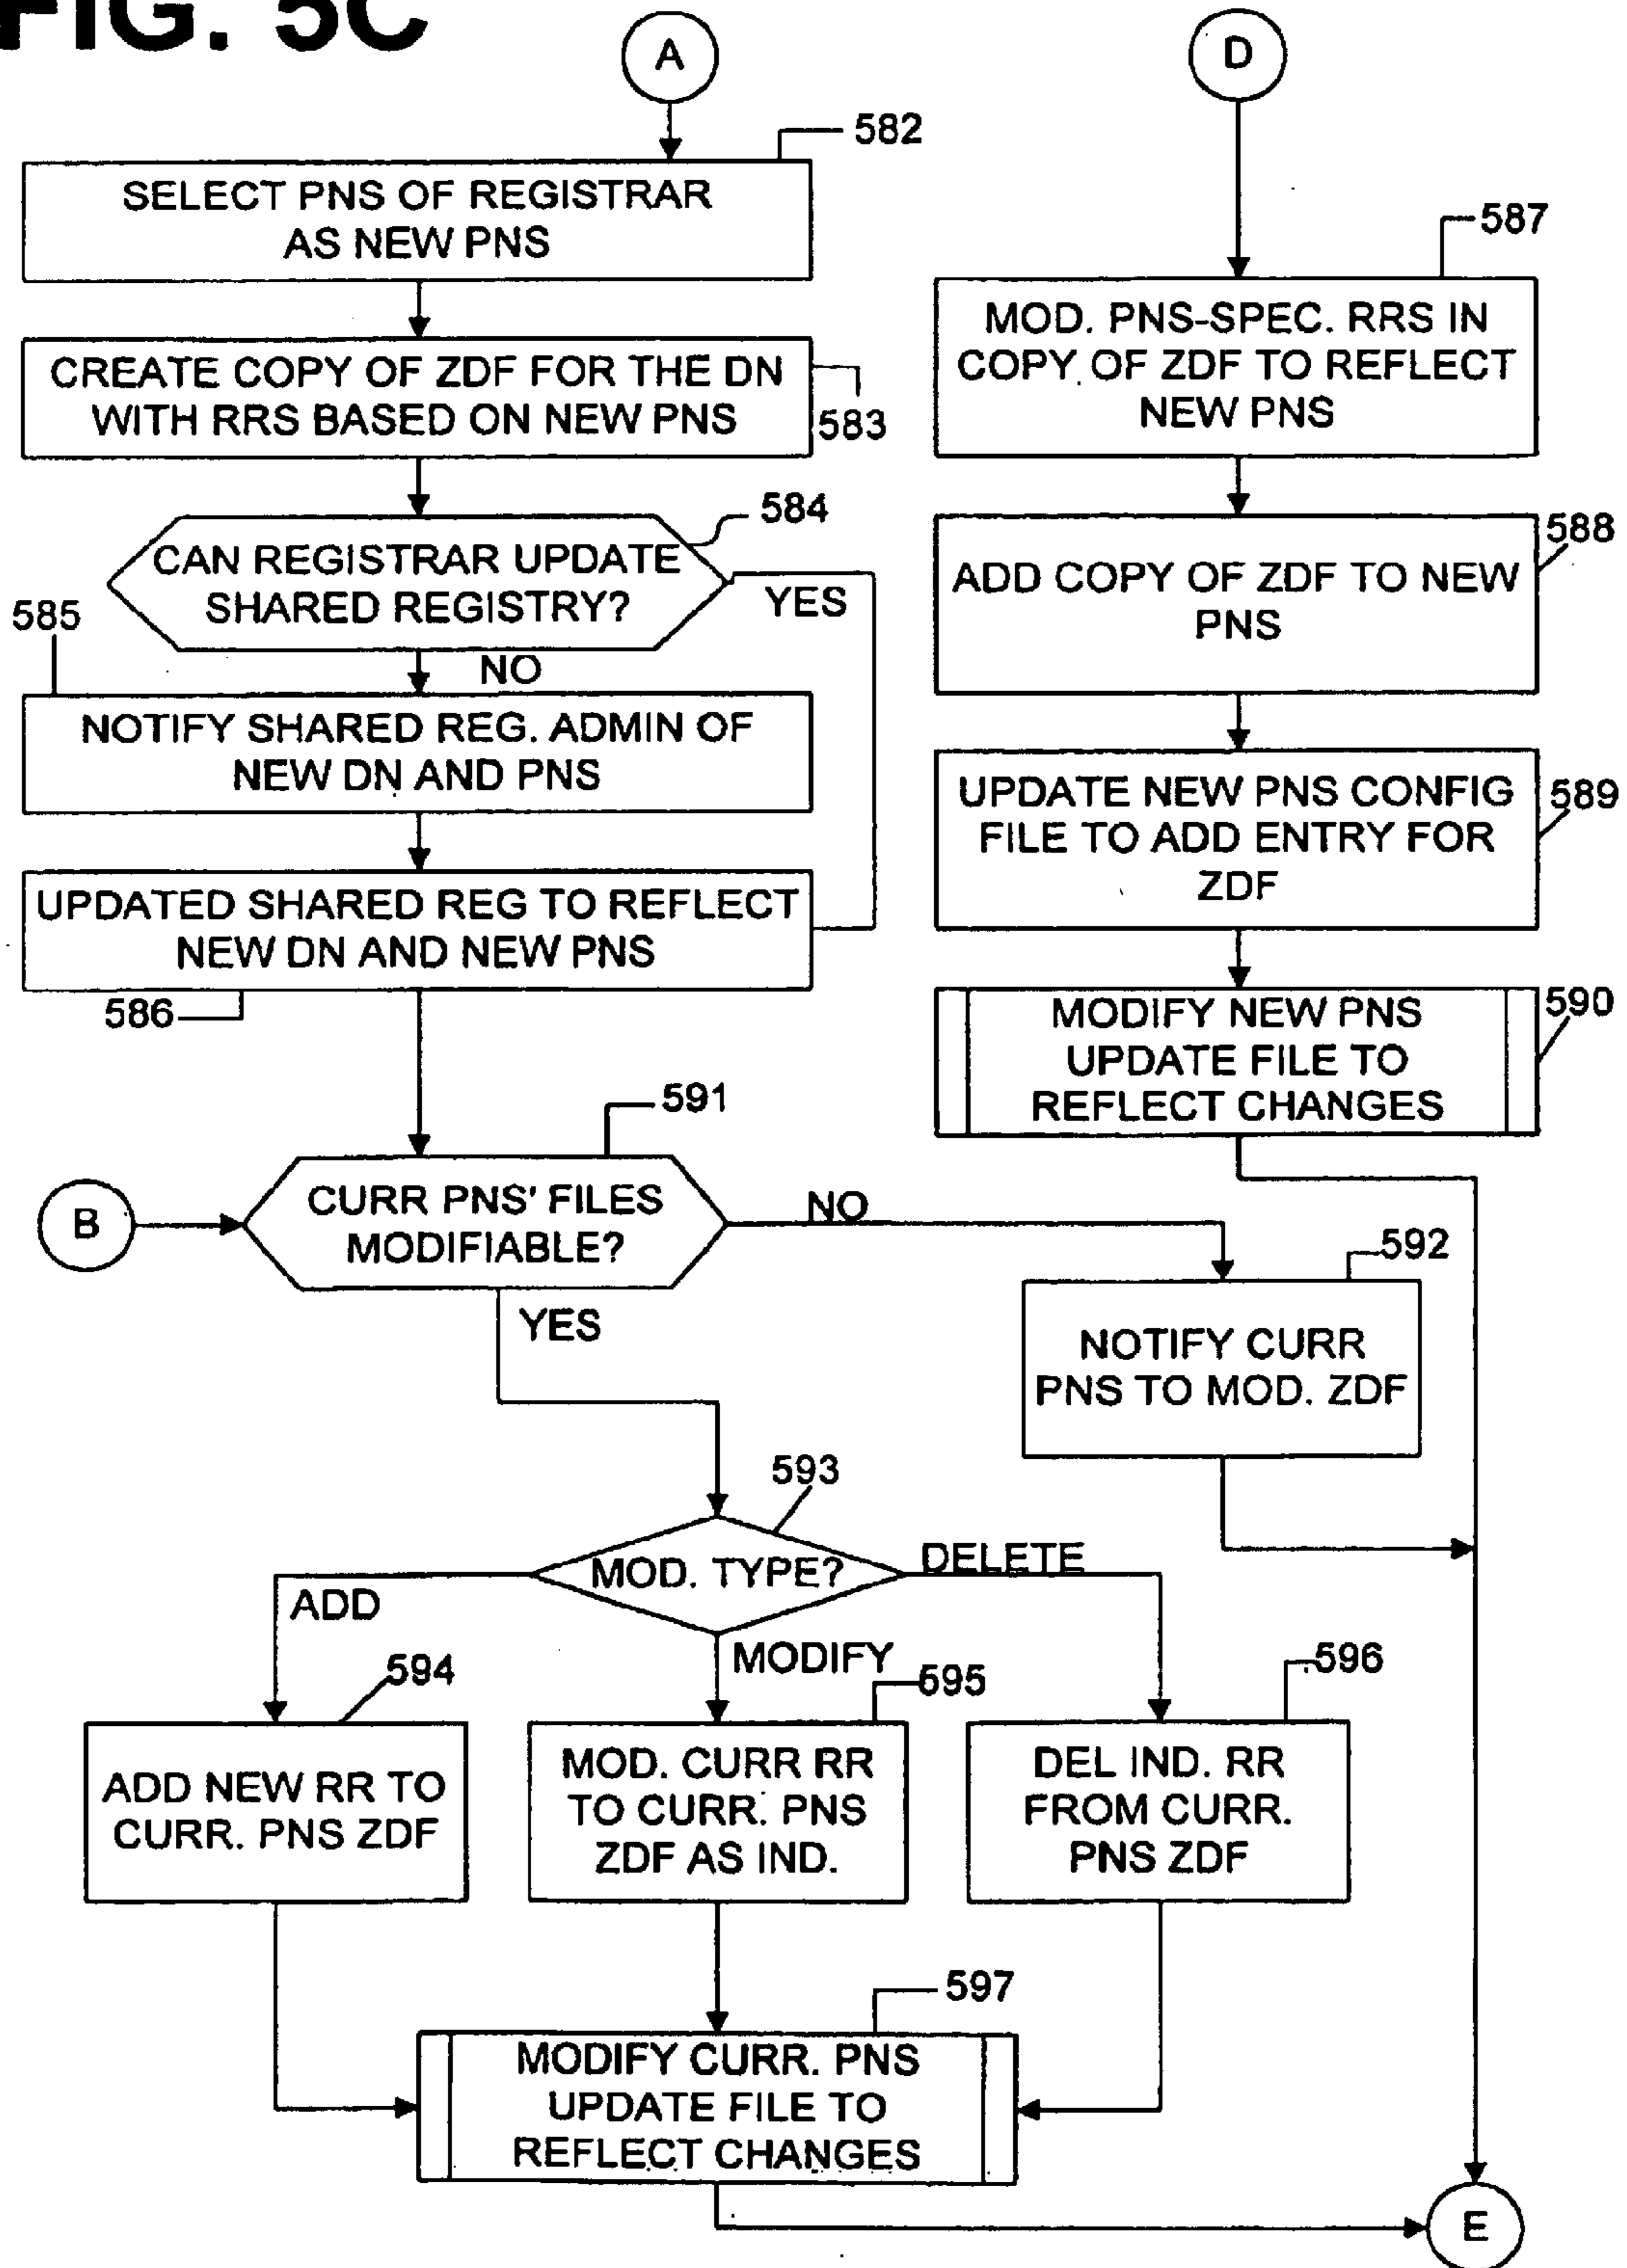 FIG. 5C
A
D
582
SELECT PNS OF REGISTRAR
AS NEW PNS
587
MOD. PNS-SPEC. RRS IN
COPY OF ZDF TO REFLECT
NEW PNS
CREATE COPY OF ZDF FOR THE DN
WITH RRS BASED ON NEW PNS
583
584
CAN REGISTRAR UPDATE
SHARED REGISTRY?
YES
NO
588
ADD COPY OF ZDF TO NEW
PNS
585
NOTIFY SHARED REG. ADMIN OF
NEW DN AND PNS
589
UPDATE NEW PNS CONFIG
FILE TO ADD ENTRY FOR
ZDF
UPDATED SHARED REG TO REFLECT
NEW DN AND NEW PNS
586
590
MODIFY NEW PNS
UPDATE FILE TO
REFLECT CHANGES
591
B
CURR PNS' FILES
MODIFIABLE?
NO
YES
592
NOTIFY CURR
PNS TO MOD. ZDF
593
MOD. TYPE?
ADD
MODIFY
DELETE
594
ADD NEW RR TO
CURR. PNS ZDF
595
MOD. CURR RR
TO CURR. PNS
ZDF AS IND.
596
DEL IND. RR
FROM CURR.
PNS ZDF
597
MODIFY CURR. PNS
UPDATE FILE TO
REFLECT CHANGES
E